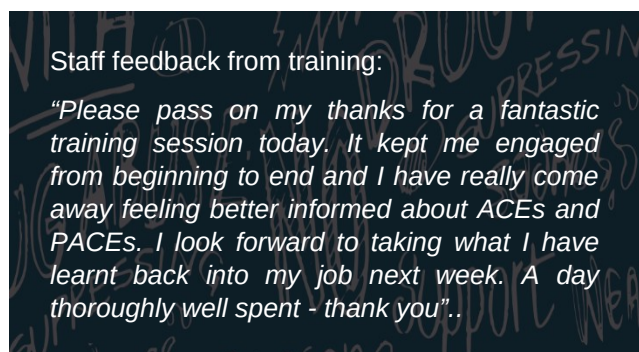 Staff feedback from training:
“Please pass on my thanks for a fantastic
training session today. It kept me engaged
from beginning to end and I have really come
away feeling better informed about ACEs and
PACEs. I look forward to taking what I have
learnt back into my job next week. A day
thoroughly well spent - thank you”..